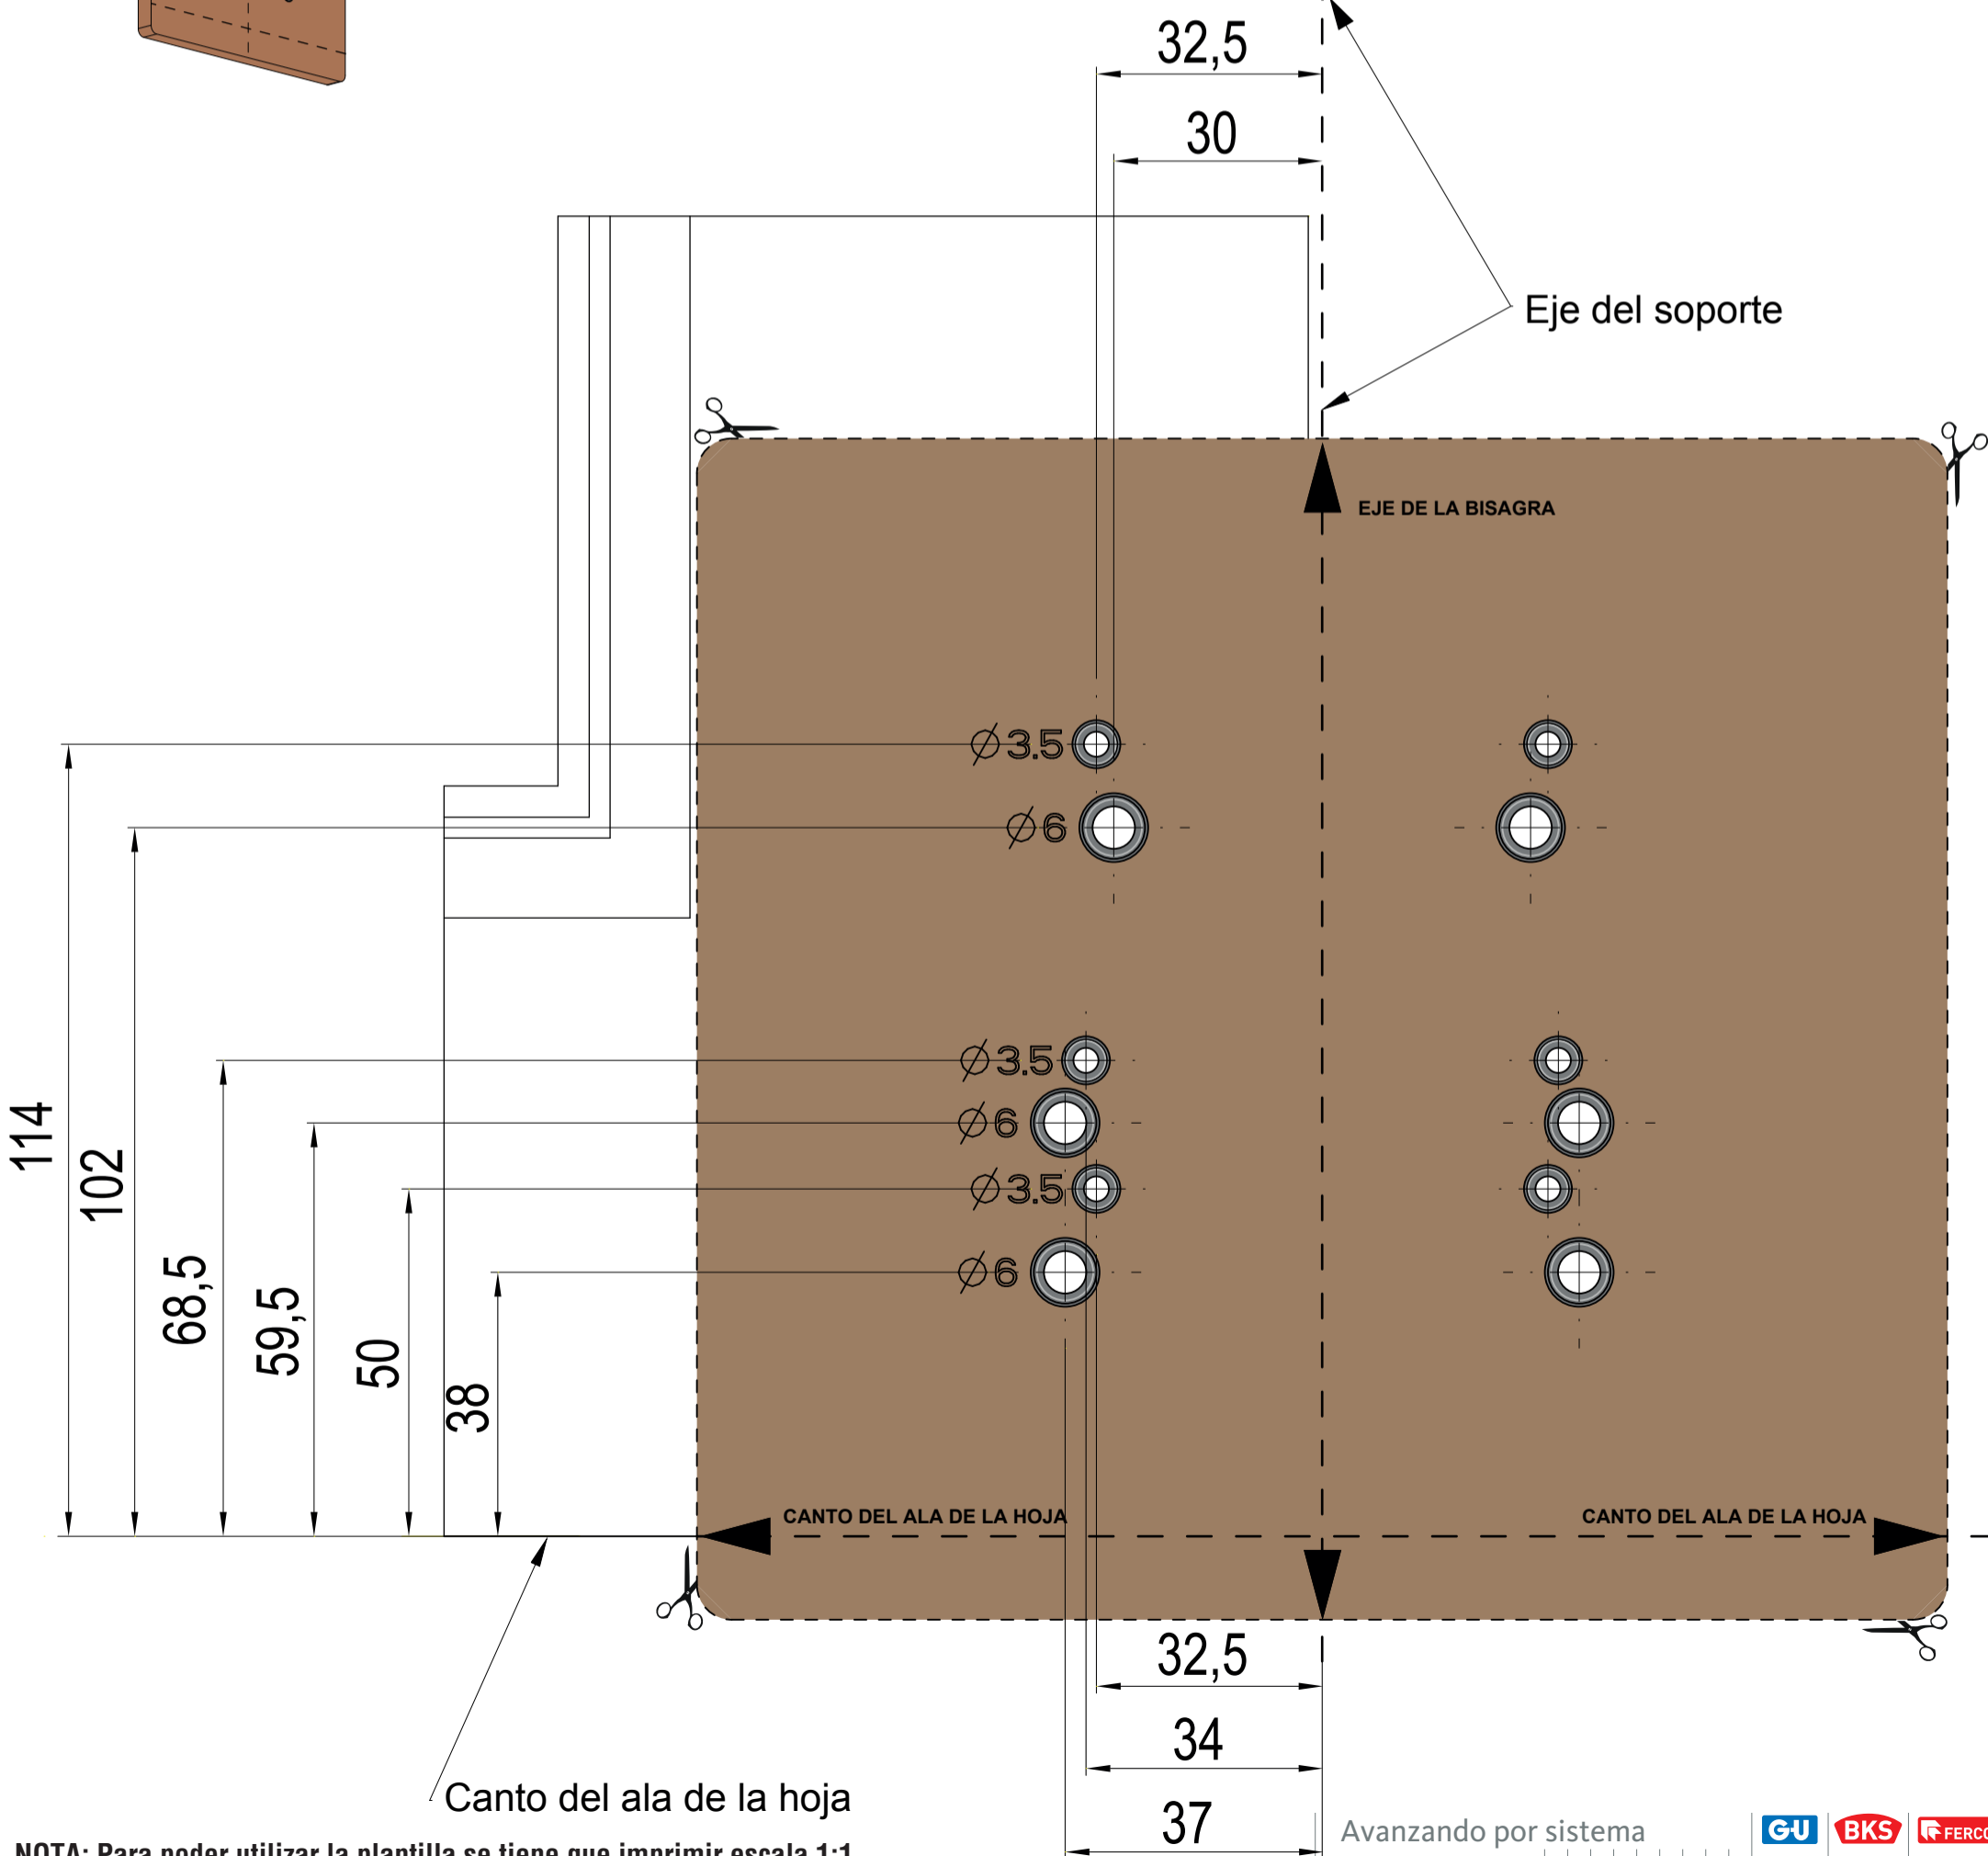 32,5
30
Eje del soporte
EJE DE LA BISAGRA
Ø 3.5
Ø 6
114
102
68,5
59,5
50
38
Ø 3.5
Ø 6
Ø 3.5
Ø 6
CANTO DEL ALA DE LA HOJA
CANTO DEL ALA DE LA HOJA
32,5
34
37
Canto del ala de la hoja
NOTA: Para poder utilizar la plantilla se tiene que imprimir escala 1:1
Avanzando por sistema
G-U
BKS
FERCO